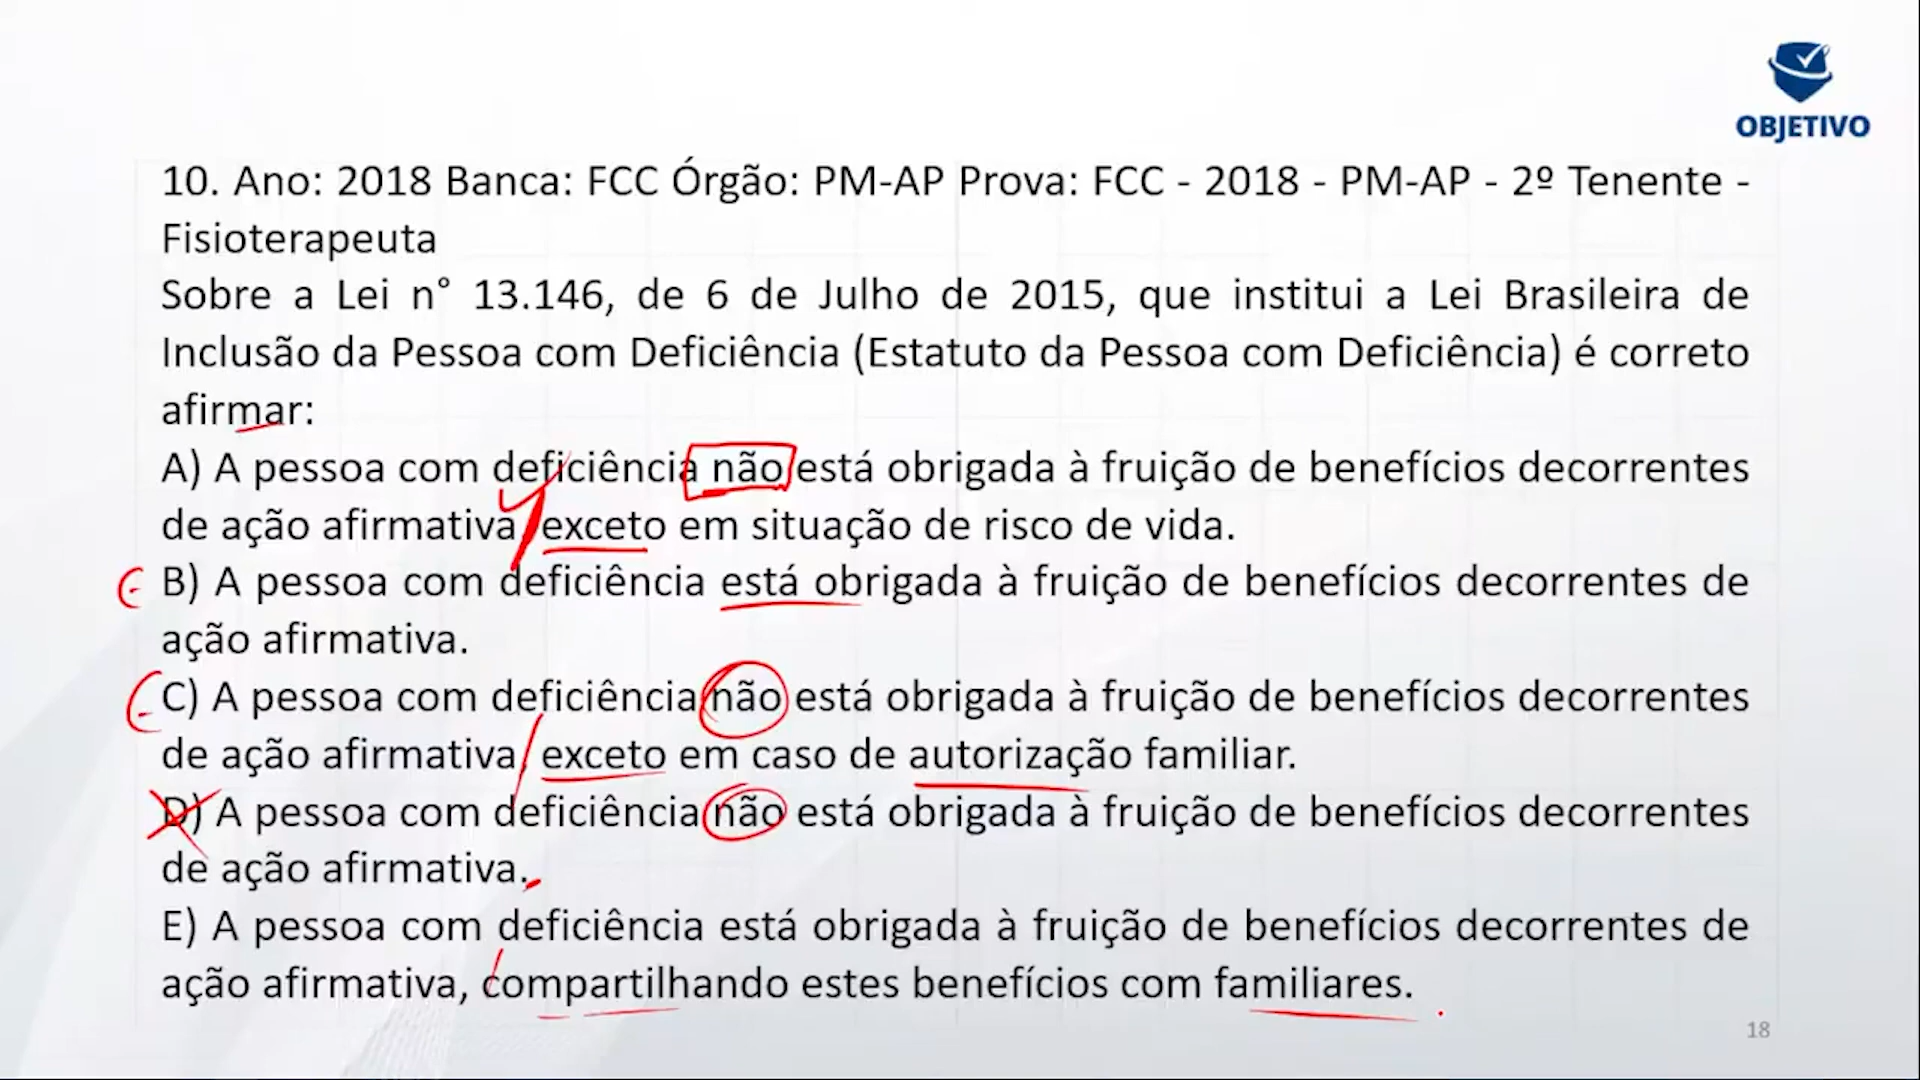 OBJETIVO
10. Ano: 2018 Banca: FCC Órgão: PM-AP Prova: FCC - 2018 - PM-AP - 2º Tenente -
Fisioterapeuta
Sobre a Lei n° 13.146, de 6 de Julho de 2015, que institui a Lei Brasileira de
Inclusão da Pessoa com Deficiência (Estatuto da Pessoa com Deficiência) é correto
afirmar:
A) A pessoa com deficiência não está obrigada à fruição de benefícios decorrentes
de ação afirmativa, exceto em situação de risco de vida.
B) A pessoa com deficiência está obrigada à fruição de benefícios decorrentes de
ação afirmativa.
C) A pessoa com deficiência não está obrigada à fruição de benefícios decorrentes
de ação afirmativa, exceto em caso de autorização familiar.
D) A pessoa com deficiência não está obrigada à fruição de benefícios decorrentes
de ação afirmativa.
E) A pessoa com deficiência está obrigada à fruição de benefícios decorrentes de
ação afirmativa, compartilhando estes benefícios com familiares.
18